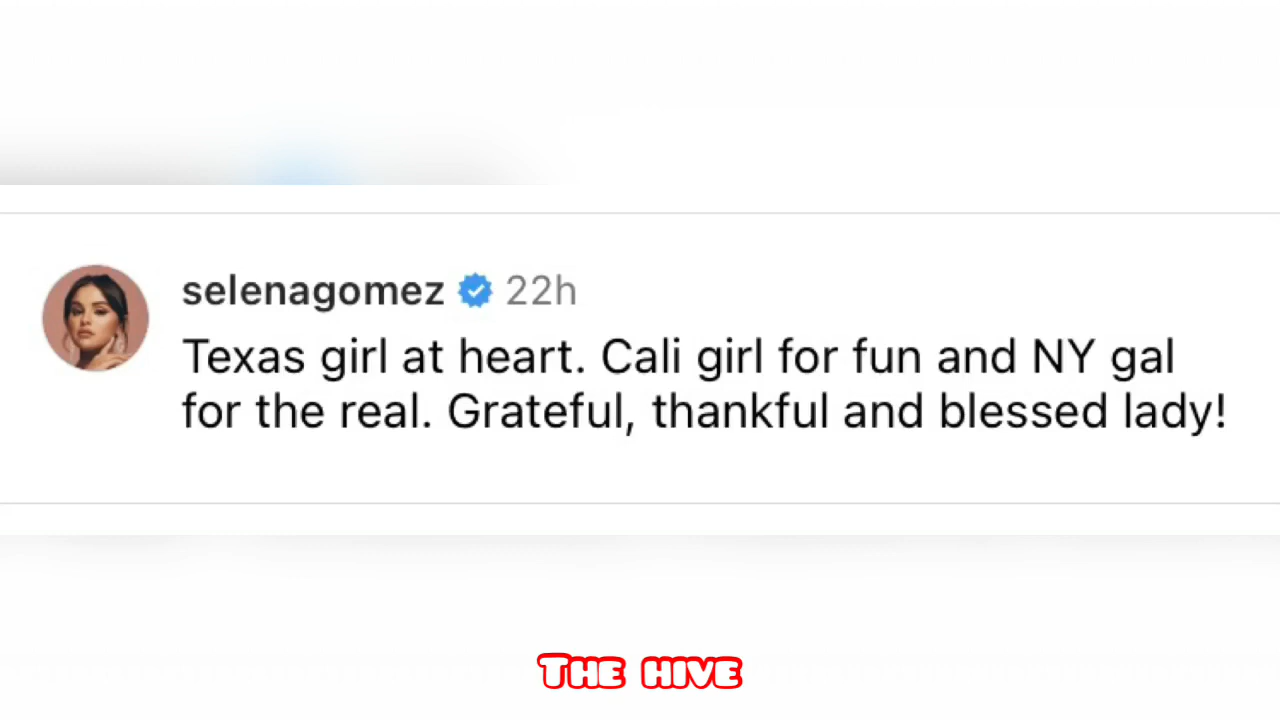 selenagomez 22h
Texas girl at heart. Cali girl for fun and NY gal
for the real. Grateful, thankful and blessed lady!
THE HIVE